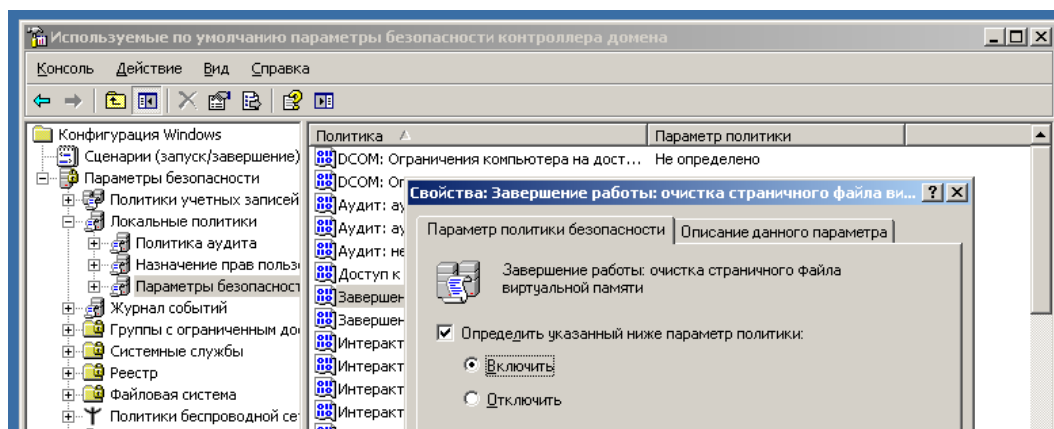 Используемые по умолчанию параметры безопасности контроллера домена
Консоль Действие Вид Справка
Конфигурация Windows
Сценарии (запуск/завершение)
Параметры безопасности
Политики учетных записей
Локальные политики
Политика аудита
Назначение прав польз
Параметры безопасност
Журнал событий
Группы с ограниченным до
Системные службы
Реестр
Файловая система
Политики беспроводной се
Политика Параметр политики
DCOM: Ограничения компьютера на дост... Не определено
DCOM: Ог
Аудит: ау
Аудит: ау
Аудит: не
Доступ к
Завершен
Завершен
Интеракт
Интеракт
Интеракт
Интеракт
Свойства: Завершение работы: очистка страничного файла ви...
Параметр политики безопасности Описание данного параметра
Завершение работы: очистка страничного файла
виртуальной памяти
Определить указанный ниже параметр политики:
Включить
Отключить